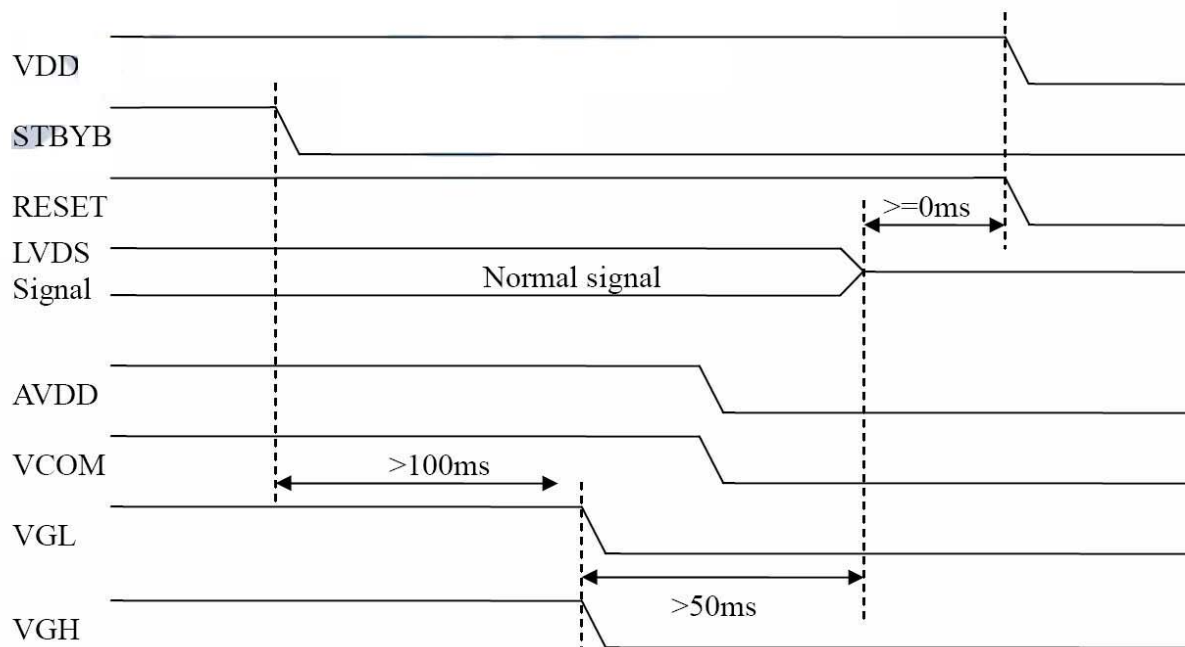 VDD
STBYB
RESET
>=0ms
LVDS
Signal
Normal signal
AVDD
VCOM
>100ms
VGL
>50ms
VGH